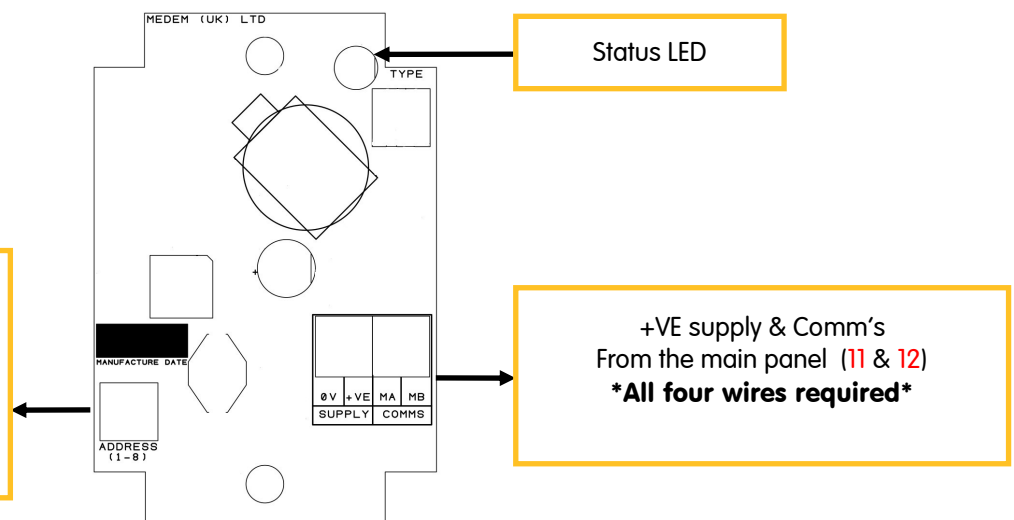 MEDEM (UK) LTD
Status LED
TYPE
+
+VE supply & Comm's
From the main panel (11 & 12)
*All four wires required*
MANUFACTURE DATE
0V +VE MA MB
SUPPLY COMMS
ADDRESS
(1-8)